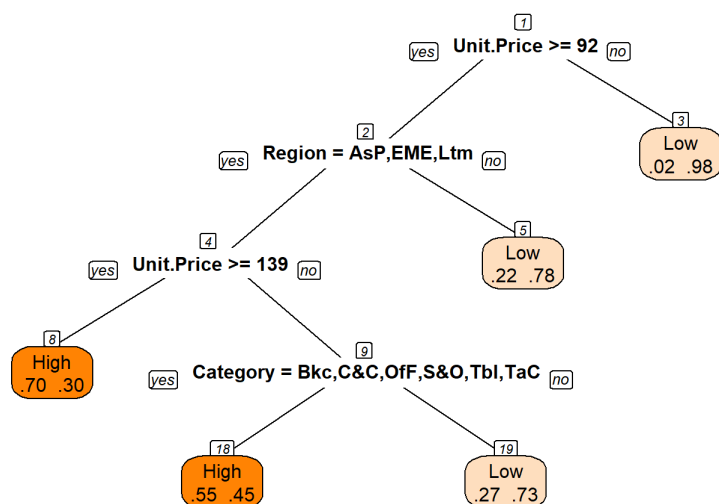 1
yes Unit.Price >= 92 no
2
3
yes Region = AsP,EME,Ltm no
Low
.02 .98
4
5
yes Unit.Price >= 139 no
Low
.22 .78
8
9
High
.70 .30
yes Category = Bkc,C&C,OfF,S&O,Tbl,TaC no
18
19
High
.55 .45
Low
.27 .73